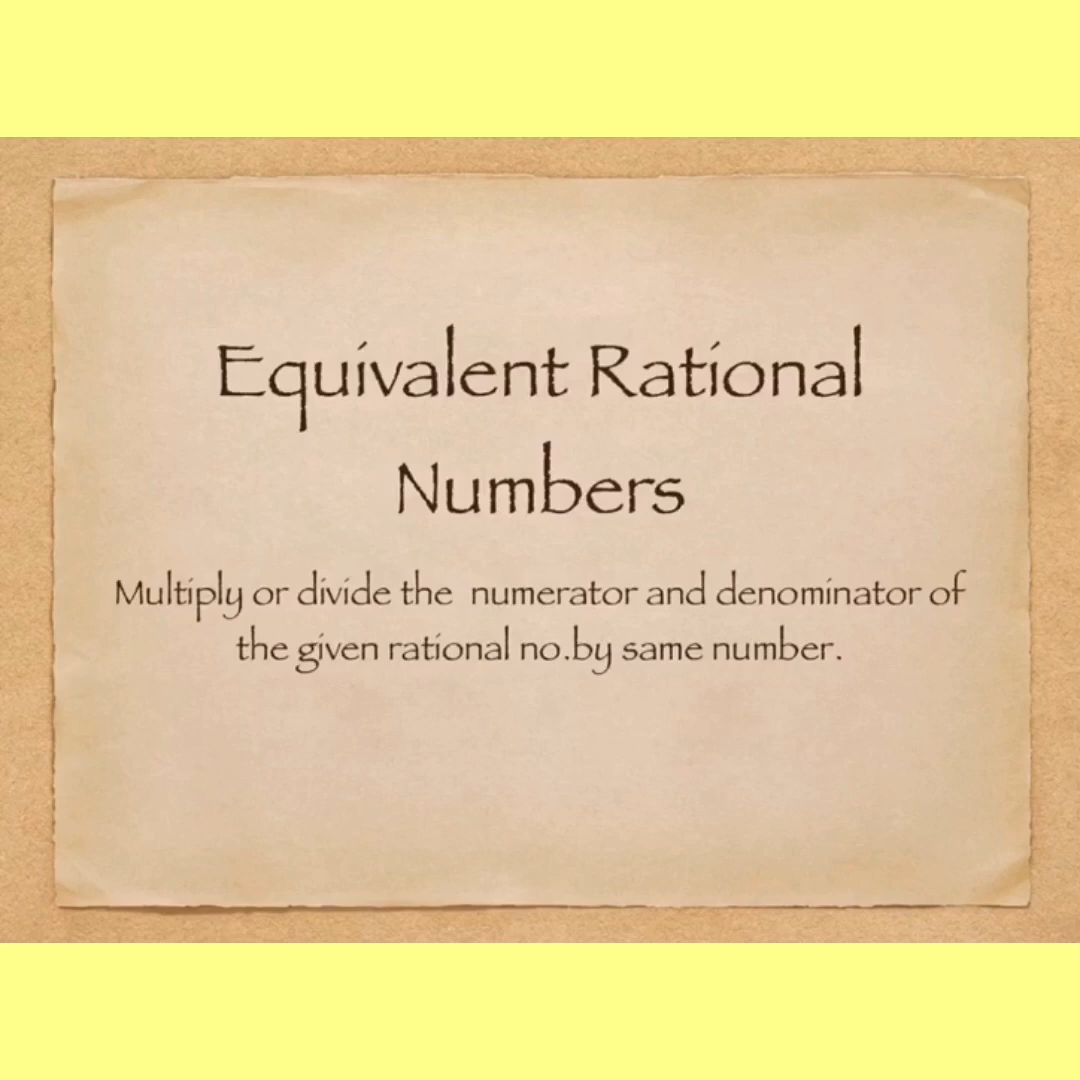 Equivalent Rational
Numbers
Multiply or divide the numerator and denominator of
the given rational no.by same number.